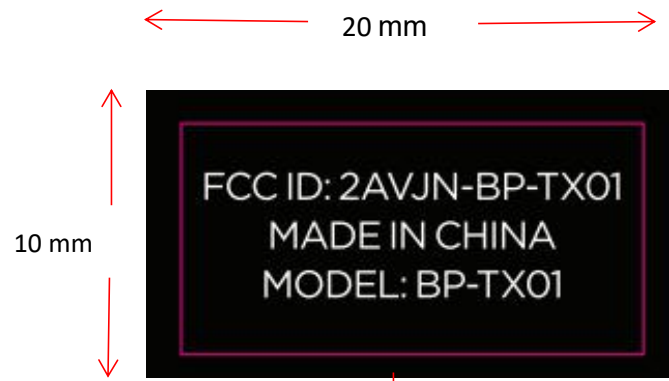 20 mm
10 mm
FCC ID: 2AVJN-BP-TX01
MADE IN CHINA
MODEL: BP-TX01